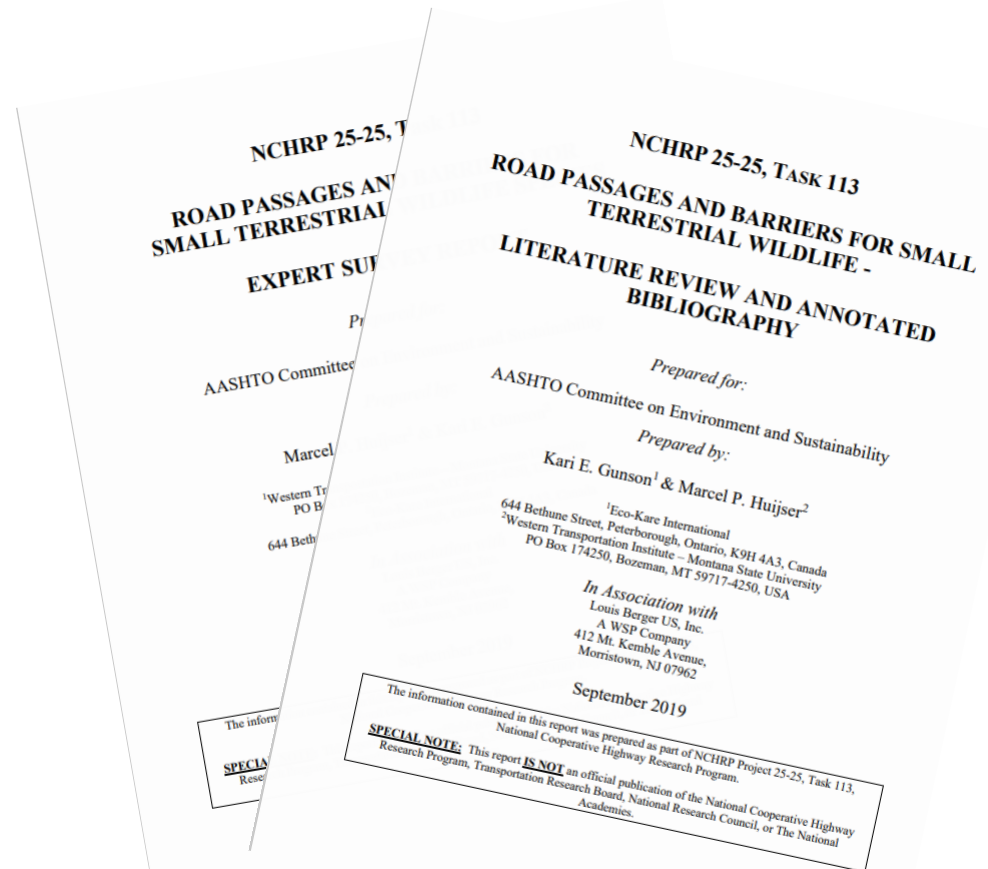 NCHRP 25-25, T
ROAD PASSAGES AN
SMALL TERRESTRIAL
EXPERT SU
Pr
AASHTO Committee
Marcel
¹Western Tr
PO B
644 Beth
The inform
SPECIA
Rese
NCHRP 25-25, TASK 113
ROAD PASSAGES AND BARRIERS FOR SMALL
TERRESTRIAL WILDLIFE -
LITERATURE REVIEW AND ANNOTATED
BIBLIOGRAPHY
Prepared for:
AASHTO Committee on Environment and Sustainability
Prepared by:
Kari E. Gunson¹ & Marcel P. Huijser²
¹Eco-Kare International
644 Bethune Street, Peterborough, Ontario, K9H 4A3, Canada
²Western Transportation Institute – Montana State University
PO Box 174250, Bozeman, MT 59717-4250, USA
In Association with
Louis Berger US, Inc.
A WSP Company
412 Mt. Kemble Avenue,
Morristown, NJ 07962
September 2019
The information contained in this report was prepared as part of NCHRP Project 25-25, Task 113,
National Cooperative Highway Research Program.
SPECIAL NOTE: This report IS NOT an official publication of the National Cooperative Highway
Research Program, Transportation Research Board, National Research Council, or The National
Academies.